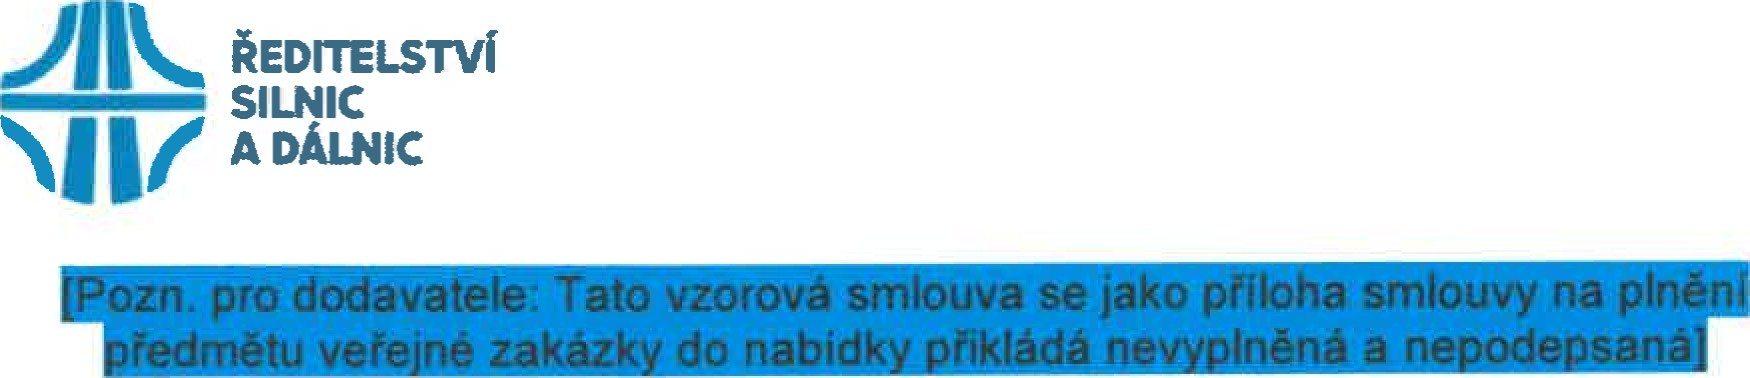 ŘEDITELSTVÍ
SILNIC
A DÁLNIC
[Pozn. pro dodavatele: Tato vzorová smlouva se jako příloha smlouvy na plnění
předmětu veřejné zakázky do nabídky přikládá nevyplněná a nepodepsaná]